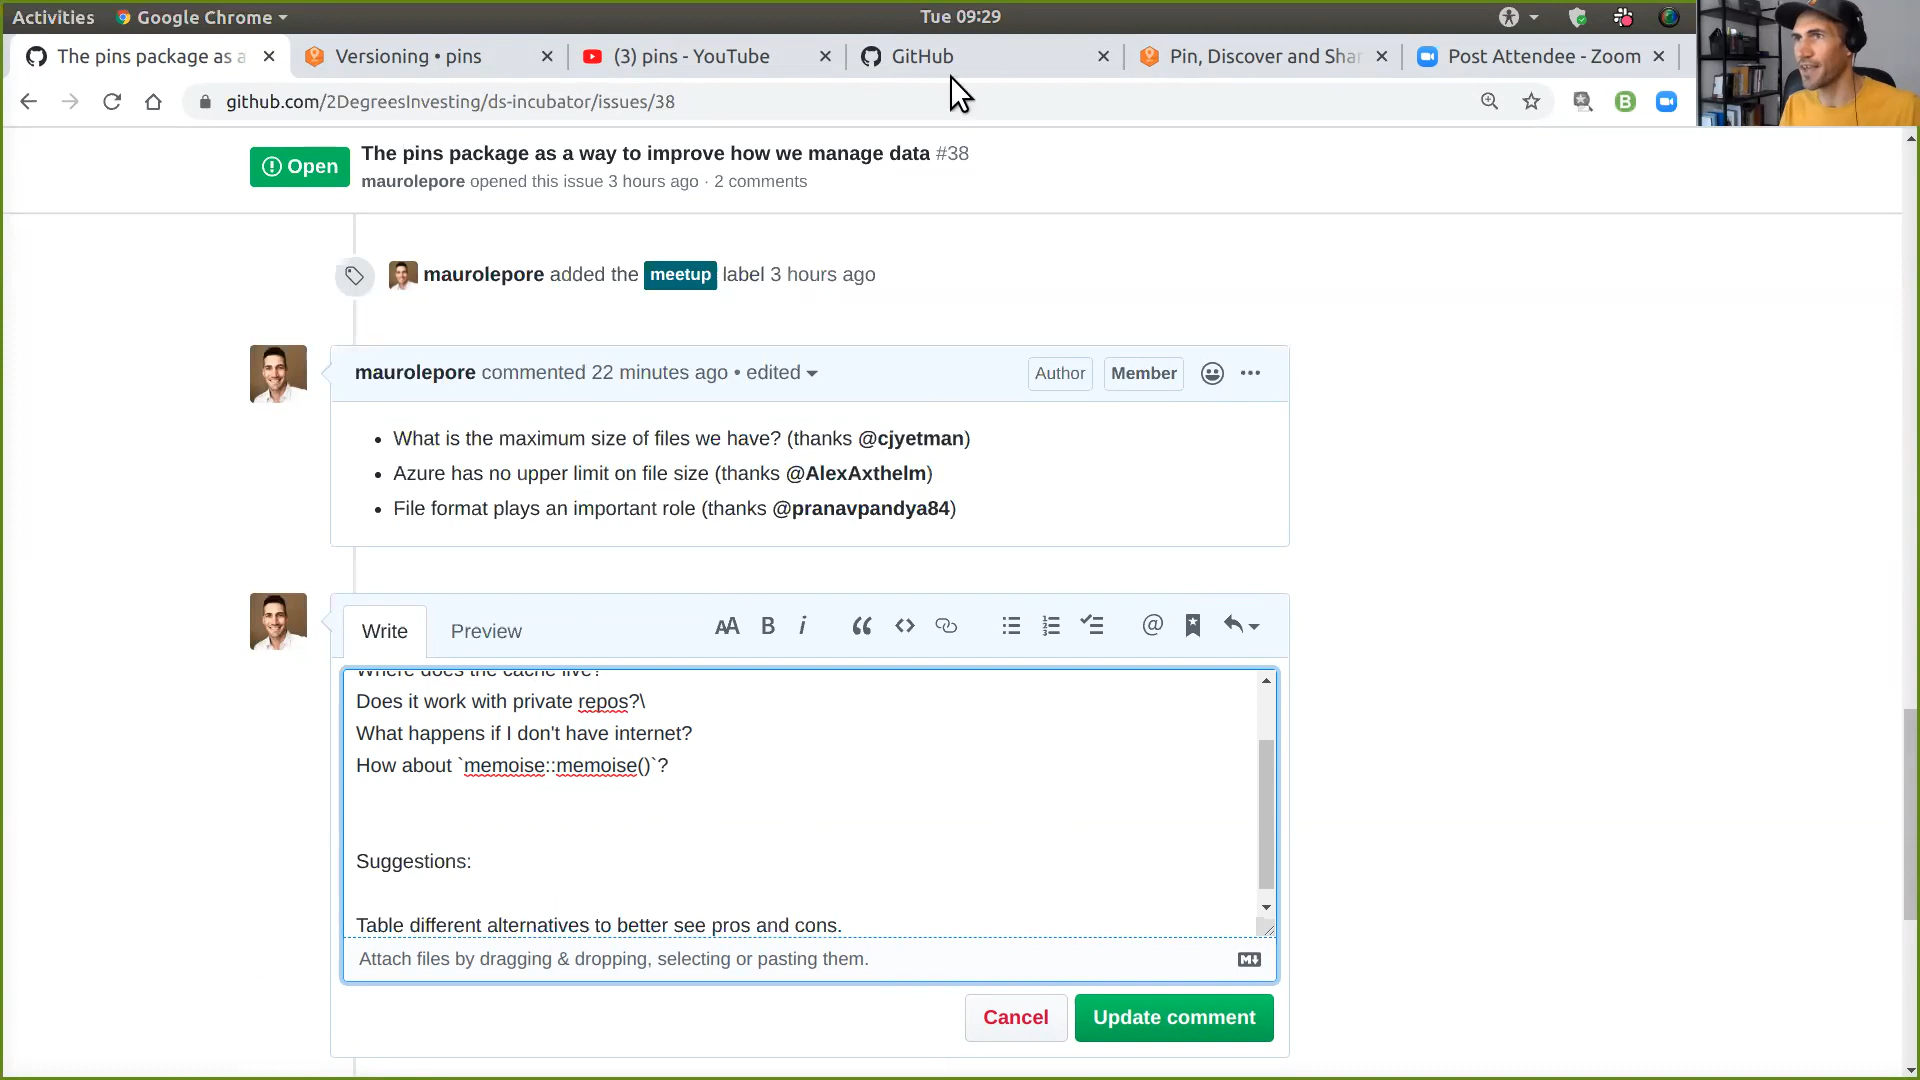 Activities Google Chrome Tue 09:29
The pins package as a Versioning • pins (3) pins - YouTube GitHub Pin, Discover and Shar Post Attendee - Zoom
github.com/2DegreesInvesting/ds-incubator/issues/38
Open The pins package as a way to improve how we manage data #38
maurolepore opened this issue 3 hours ago · 2 comments
maurolepore added the meetup label 3 hours ago
maurolepore commented 22 minutes ago • edited Author Member
• What is the maximum size of files we have? (thanks @cjyetman)
• Azure has no upper limit on file size (thanks @AlexAxthelm)
• File format plays an important role (thanks @pranavpandya84)
Write Preview
Where does the cache live?
Does it work with private repos?\
What happens if I don't have internet?
How about `memoise::memoise()`?
Suggestions:
Table different alternatives to better see pros and cons.
Attach files by dragging & dropping, selecting or pasting them.
Cancel Update comment